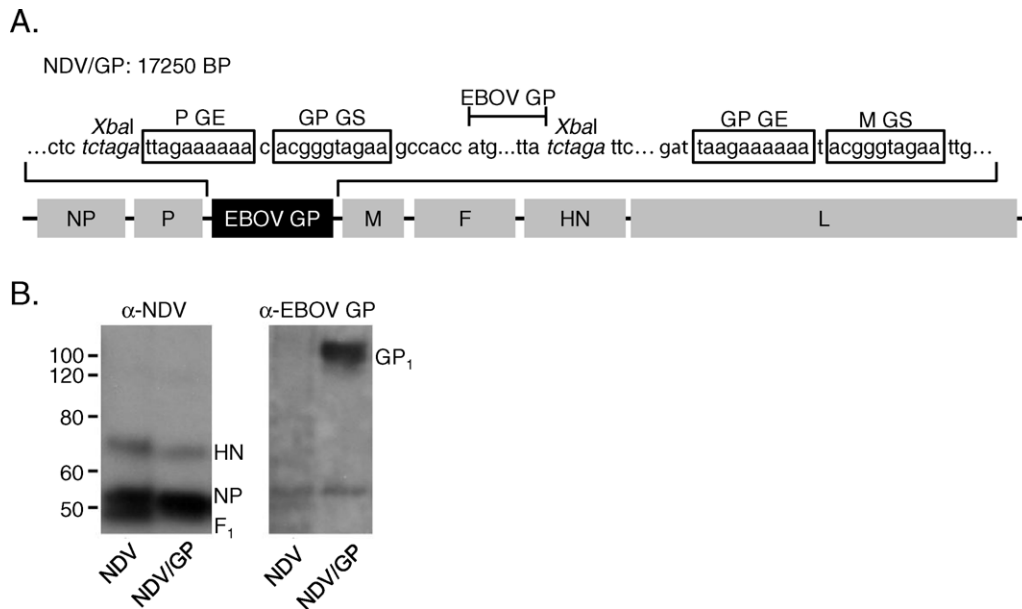 A.
NDV/GP: 17250 BP
EBOV GP
XbaI P GE GP GS XbaI GP GE M GS
...ctc tctaga ttagaaaaaa c acgggtagaa gccacc atg...tta tctaga ttc... gat taagaaaaaa t acgggtagaa ttg...
NP P EBOV GP M F HN L
B.
α-NDV α-EBOV GP
100
120
80
60
50
HN
NP
F1
GP1
NDV NDV/GP NDV NDV/GP